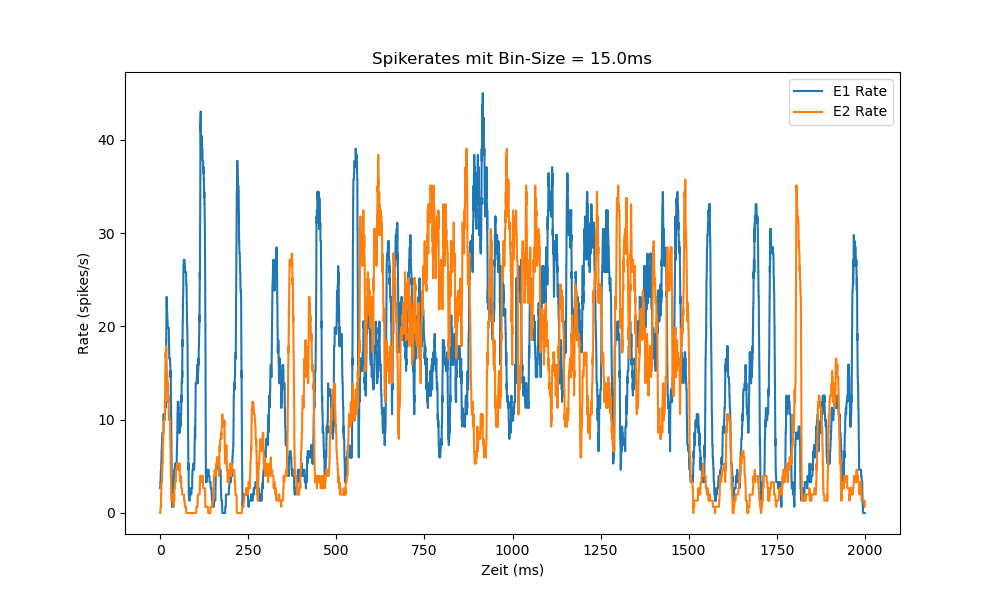 Spikerates mit Bin-Size = 15.0ms
E1 Rate
E2 Rate
Rate (spikes/s)
40
30
20
10
0
0 250 500 750 1000 1250 1500 1750 2000
Zeit (ms)